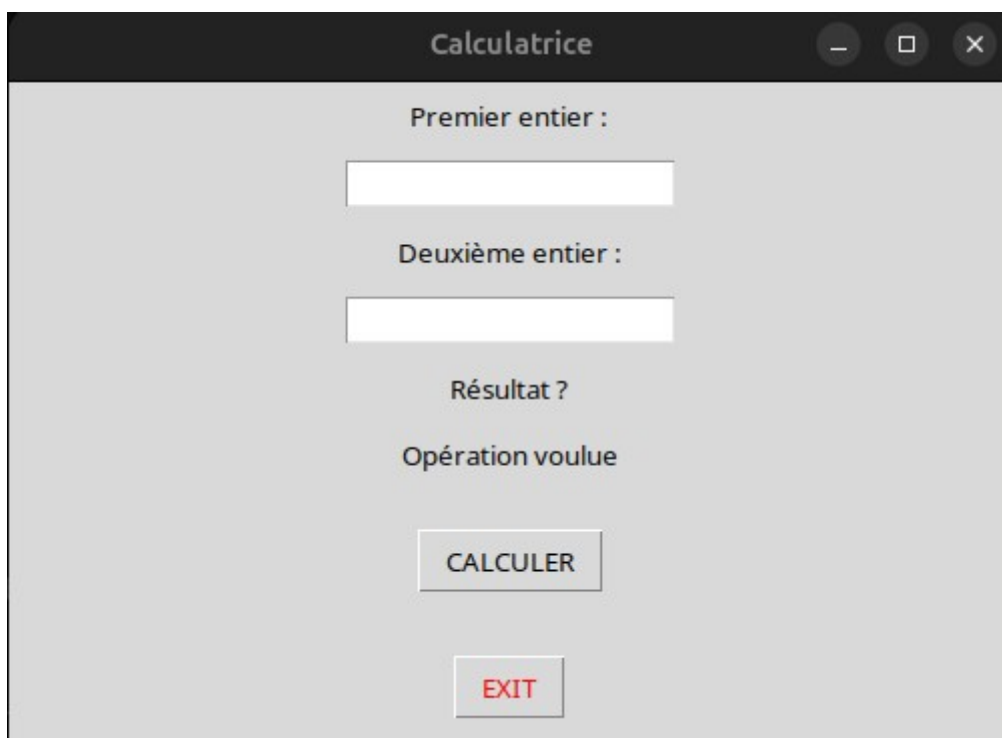 Calculatrice
Premier entier :
Deuxième entier :
Résultat ?
Opération voulue
CALCULER
EXIT